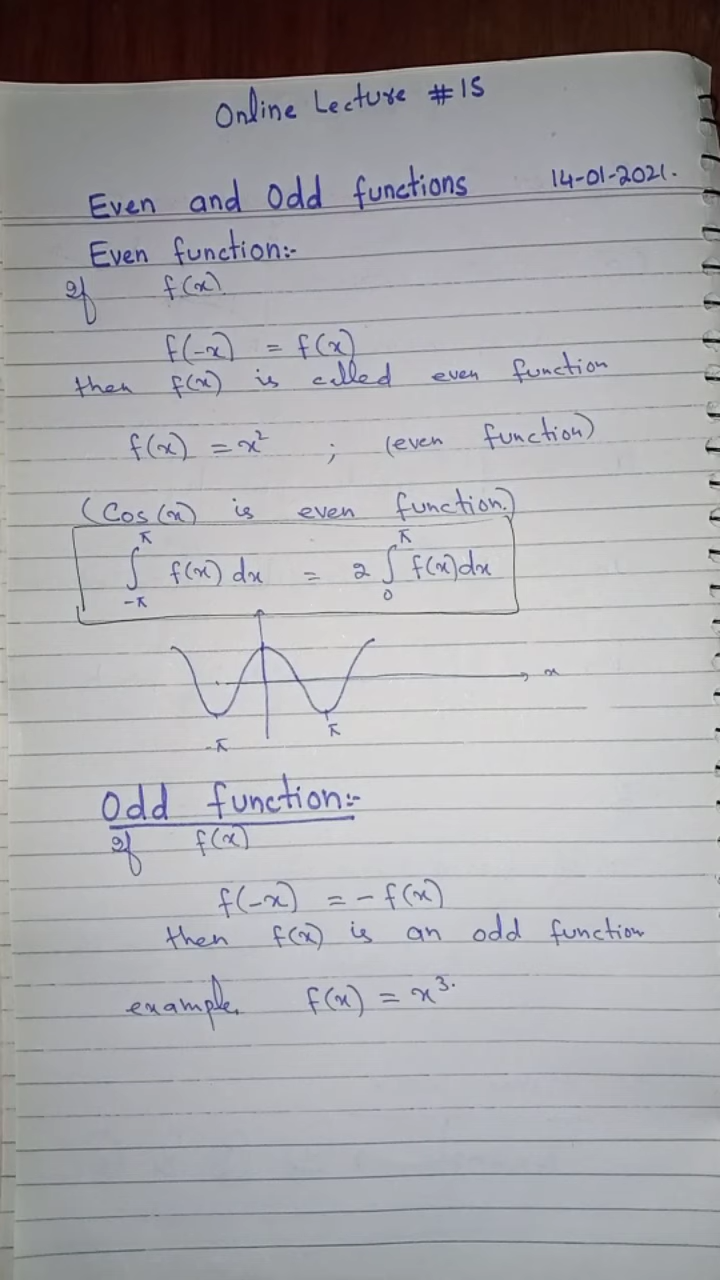 Online Lecture #15
Even and Odd functions 14-01-2021.
Even function:-
If f(x)
f(-x) = f(x)
then f(x) is called even function
f(x) = x² ; (even function)
(Cos(x) is even function.)
∫_{-π}^{π} f(x) dx = 2 ∫_{0}^{π} f(x)dx
x
-π π
Odd function:-
If f(x)
f(-x) = - f(x)
then f(x) is an odd function
example. f(x) = x³.